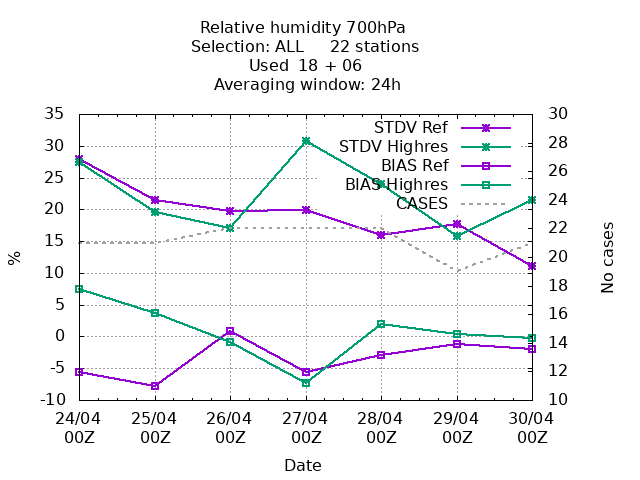 Relative humidity 700hPa
Selection: ALL 22 stations
Used 18 + 06
Averaging window: 24h
35
30
25
20
15
10
5
0
-5
-10
%
30
28
26
24
22
20
18
16
14
12
10
No cases
STDV Ref
STDV Highres
BIAS Ref
BIAS Highres
CASES
24/04 25/04 26/04 27/04 28/04 29/04 30/04
00Z 00Z 00Z 00Z 00Z 00Z 00Z
Date